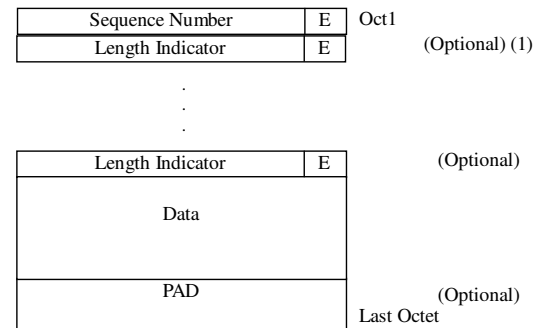 Sequence Number E Oct1
Length Indicator E (Optional) (1)
.
.
.
Length Indicator E (Optional)
Data
PAD (Optional)
Last Octet